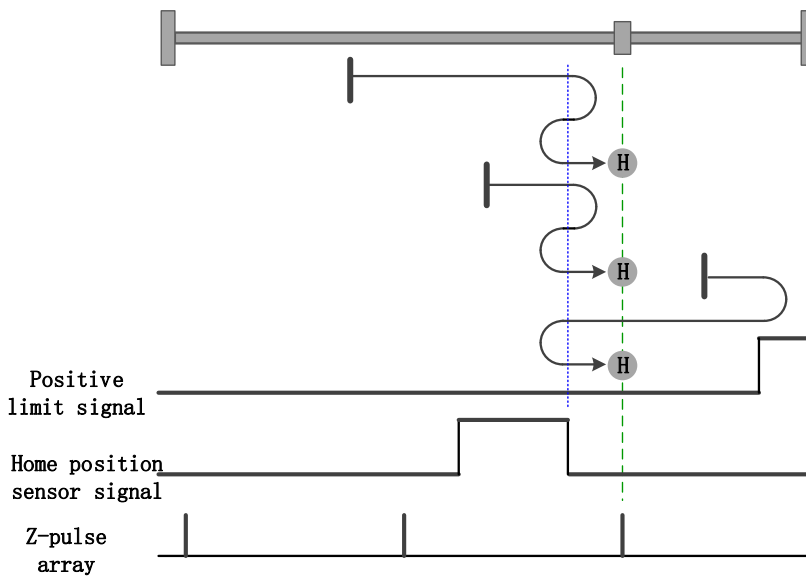 H
H
H
Positive
limit signal
Home position
sensor signal
Z-pulse
array